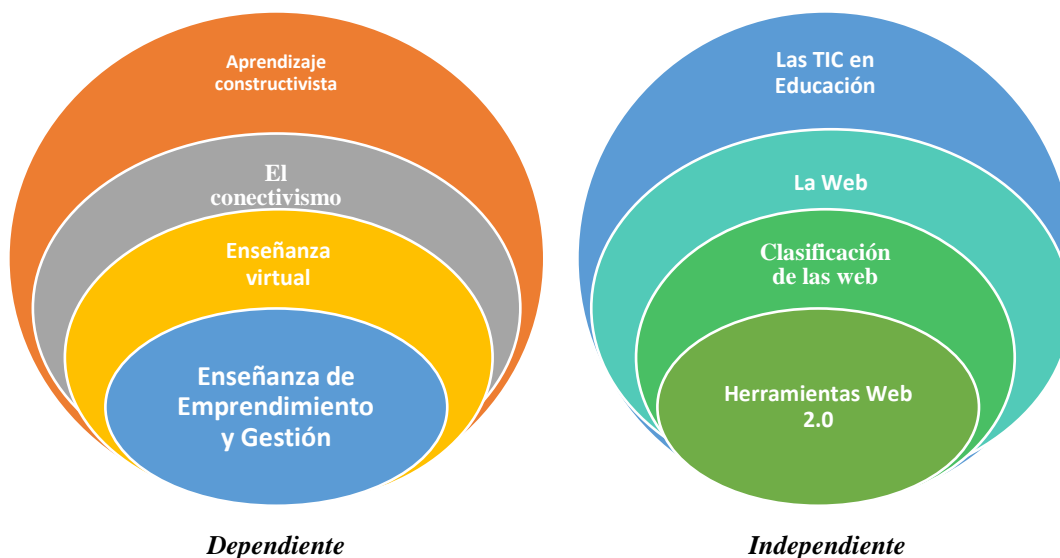 Aprendizaje
constructivista
El
conectivismo
Enseñanza
virtual
Enseñanza de
Emprendimiento
y Gestión
Dependiente
Las TIC en
Educación
La Web
Clasificación
de las web
Herramientas Web
2.0
Independiente